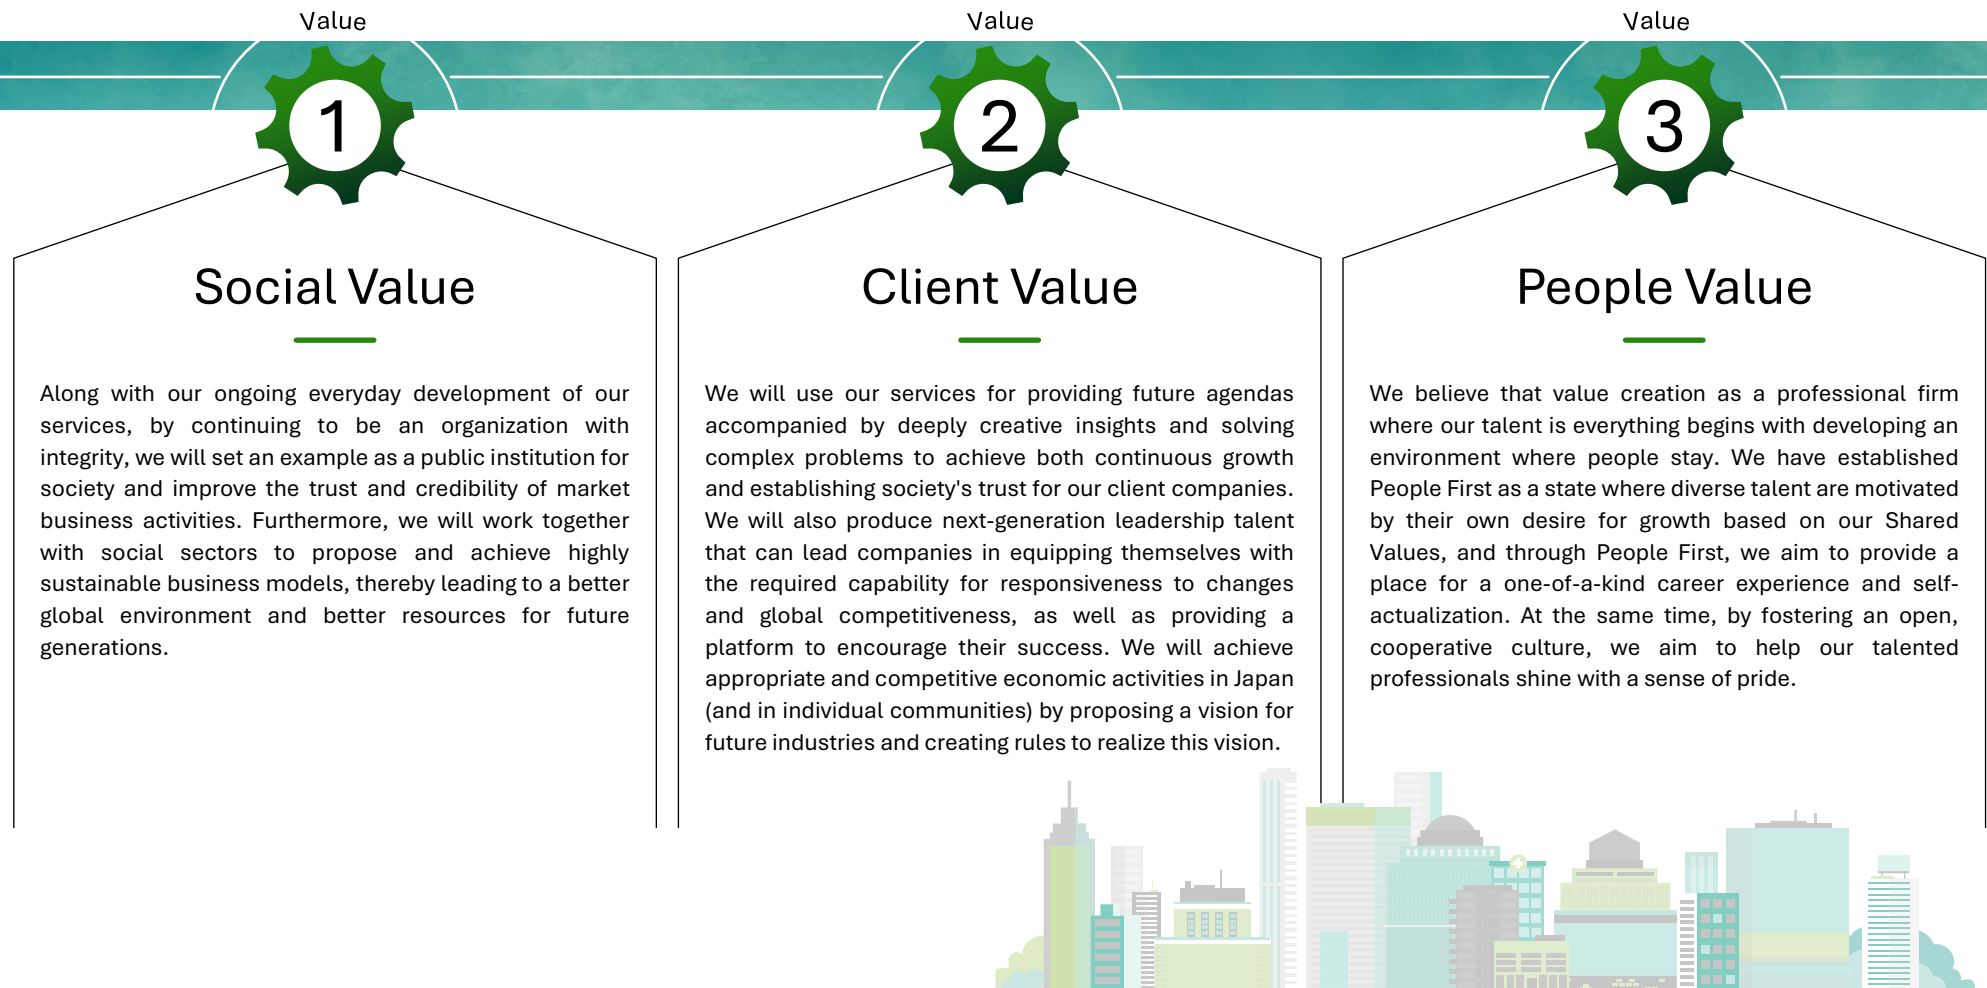 Value
1
Social Value
Along with our ongoing everyday development of our
services, by continuing to be an organization with
integrity, we will set an example as a public institution for
society and improve the trust and credibility of market
business activities. Furthermore, we will work together
with social sectors to propose and achieve highly
sustainable business models, thereby leading to a better
global environment and better resources for future
generations.
Value
2
Client Value
We will use our services for providing future agendas
accompanied by deeply creative insights and solving
complex problems to achieve both continuous growth
and establishing society's trust for our client companies.
We will also produce next-generation leadership talent
that can lead companies in equipping themselves with
the required capability for responsiveness to changes
and global competitiveness, as well as providing a
platform to encourage their success. We will achieve
appropriate and competitive economic activities in Japan
(and in individual communities) by proposing a vision for
future industries and creating rules to realize this vision.
Value
3
People Value
We believe that value creation as a professional firm
where our talent is everything begins with developing an
environment where people stay. We have established
People First as a state where diverse talent are motivated
by their own desire for growth based on our Shared
Values, and through People First, we aim to provide a
place for a one-of-a-kind career experience and self-
actualization. At the same time, by fostering an open,
cooperative culture, we aim to help our talented
professionals shine with a sense of pride.